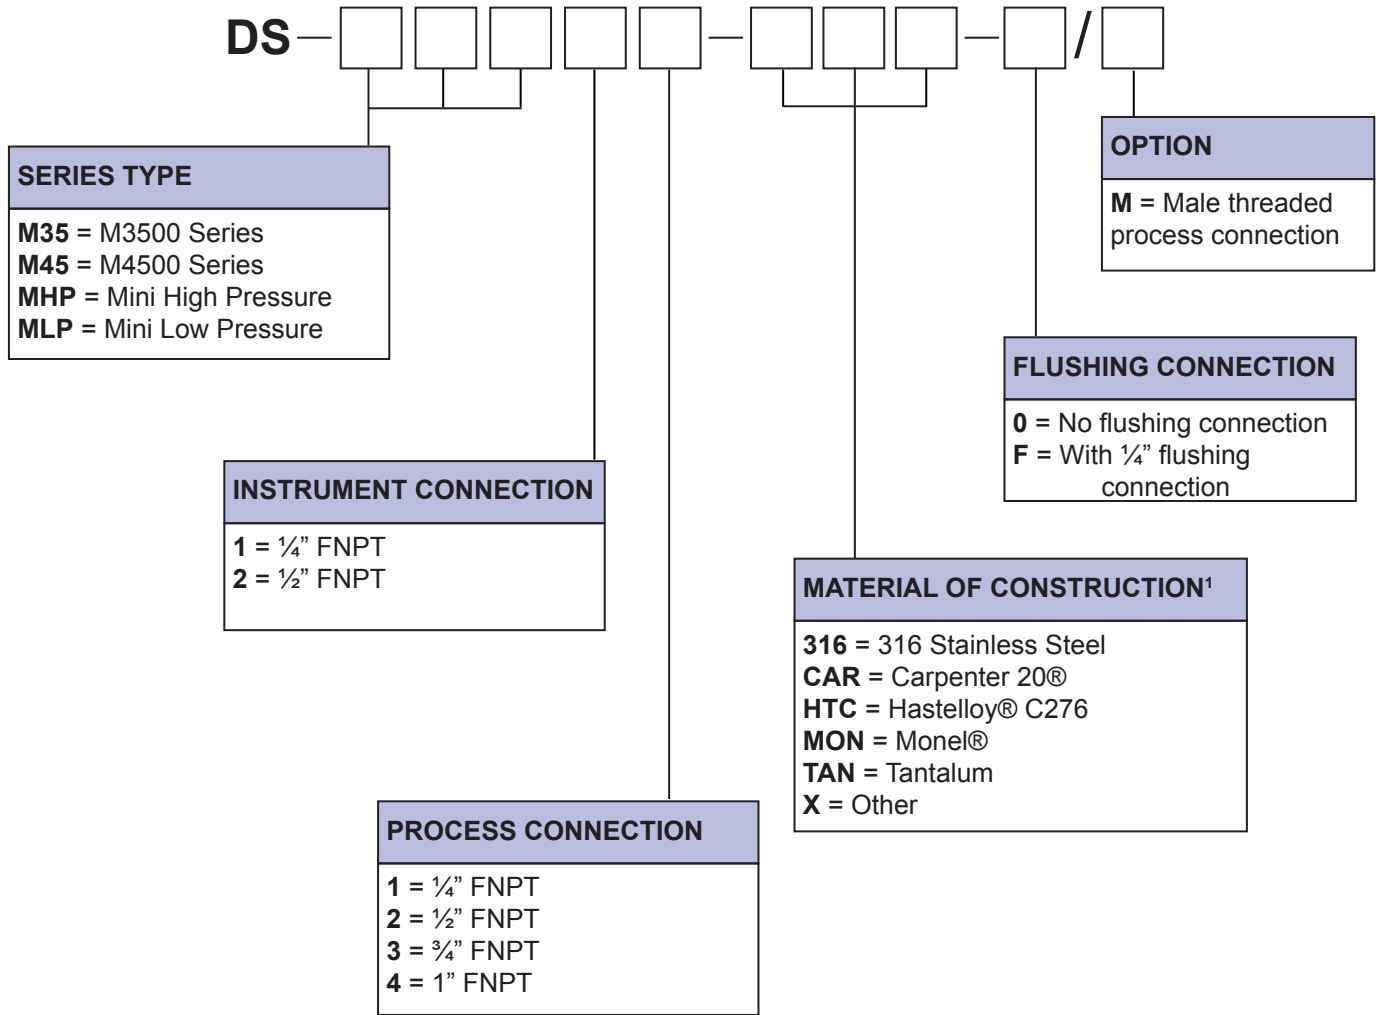 DS
/
SERIES TYPE
M35 = M3500 Series
M45 = M4500 Series
MHP = Mini High Pressure
MLP = Mini Low Pressure
OPTION
M = Male threaded
process connection
FLUSHING CONNECTION
0 = No flushing connection
F = With ¼” flushing
connection
INSTRUMENT CONNECTION
1 = ¼” FNPT
2 = ½” FNPT
MATERIAL OF CONSTRUCTION¹
316 = 316 Stainless Steel
CAR = Carpenter 20®
HTC = Hastelloy® C276
MON = Monel®
TAN = Tantalum
X = Other
PROCESS CONNECTION
1 = ¼” FNPT
2 = ½” FNPT
3 = ¾” FNPT
4 = 1” FNPT